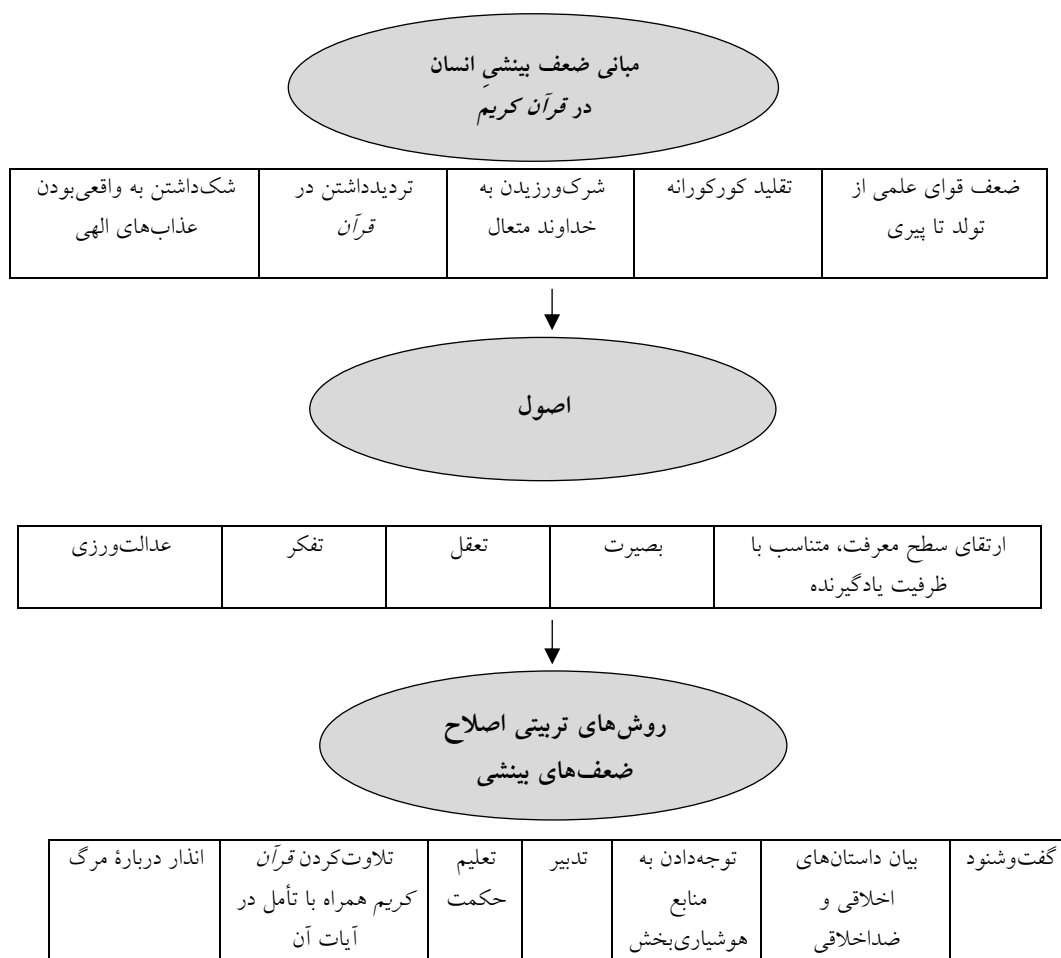 مبانی ضعف بینشیِ انسان
در قرآن کریم
ضعف قوای علمی از
تولد تا پیری
تقلید کورکورانه
شرک‌ورزیدن به
خداوند متعال
تردیدداشتن در
قرآن
شک‌داشتن به واقعی‌بودن
عذاب‌های الهی
اصول
ارتقای سطح معرفت، متناسب با
ظرفیت یادگیرنده
بصیرت
تعقل
تفکر
عدالت‌ورزی
روش‌های تربیتی اصلاح
ضعف‌های بینشی
گفت‌وشنود
بیان داستان‌های
اخلاقی و
ضداخلاقی
توجه‌دادن به
منابع
هوشیاری‌بخش
تدبیر
تعلیم
حکمت
تلاوت‌کردن قرآن
کریم همراه با تأمل در
آیات آن
انذار دربارهٔ مرگ